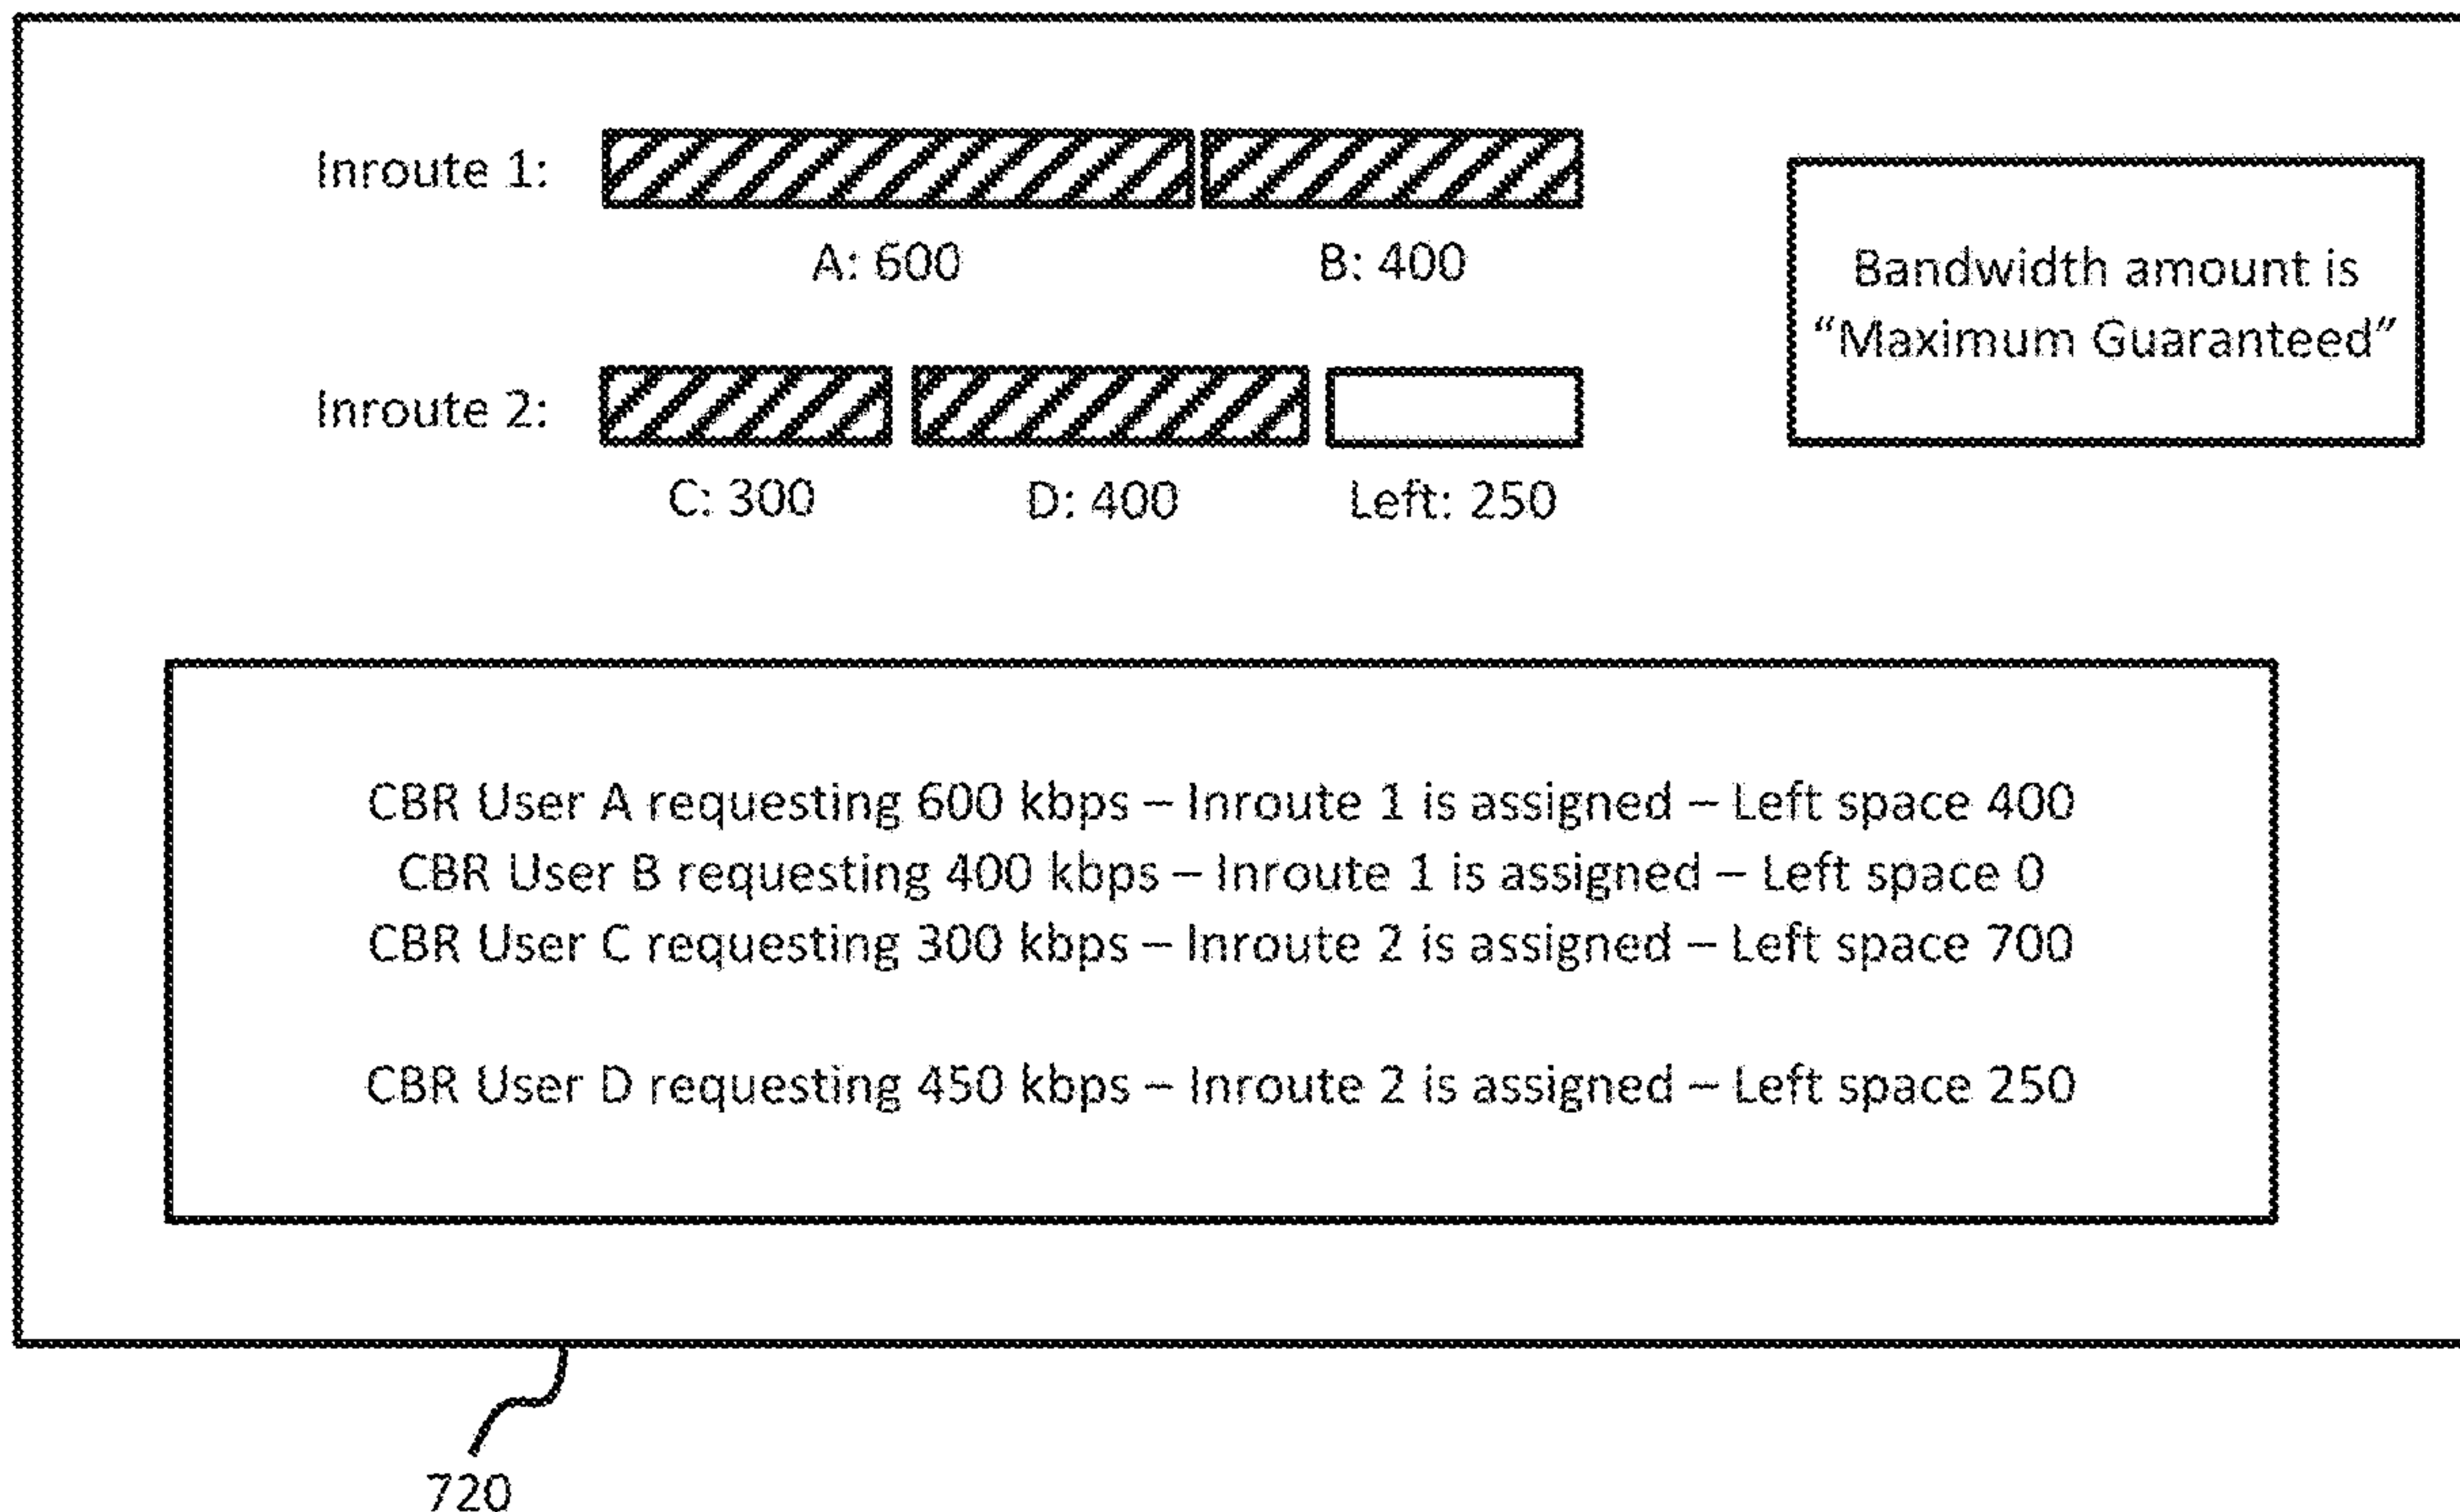 Inroute 1:
A: 600
B: 400
Bandwidth amount is
“Maximum Guaranteed”
Inroute 2:
C: 300
D: 400
Left: 250
CBR User A requesting 600 kbps – Inroute 1 is assigned – Left space 400
CBR User B requesting 400 kbps – Inroute 1 is assigned – Left space 0
CBR User C requesting 300 kbps – Inroute 2 is assigned – Left space 700
CBR User D requesting 450 kbps – Inroute 2 is assigned – Left space 250
720